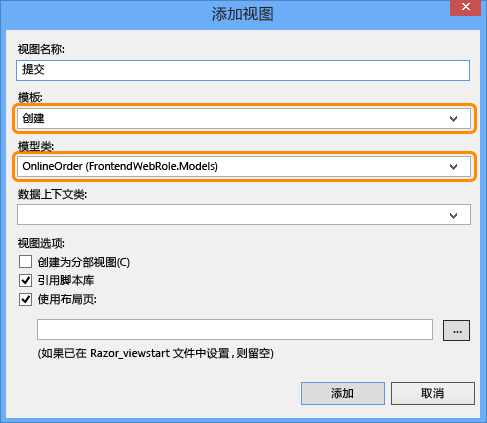 添加视图
视图名称:
提交
模板:
创建
模型类:
OnlineOrder (FrontendWebRole.Models)
数据上下文类:
视图选项:
创建为分部视图(C)
引用脚本库
使用布局页:
...
(如果已在 Razor_viewstart 文件中设置,则留空)
添加 取消